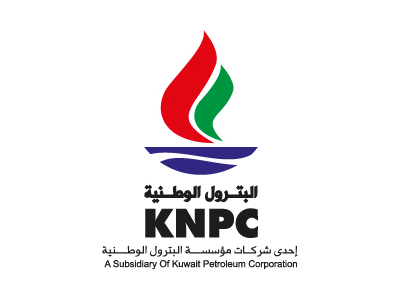 البترول الوطنية
KNPC
إحدى شركات مؤسسة البترول الوطنية
A Subsidiary Of Kuwait Petroleum Corporation